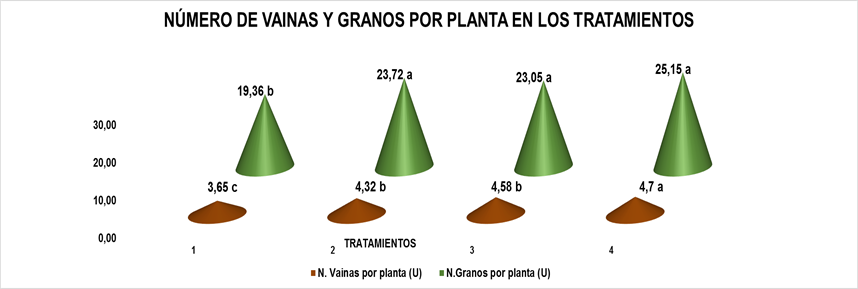 NÚMERO DE VAINAS Y GRANOS POR PLANTA EN LOS TRATAMIENTOS
19,36 b
23,72 a
23,05 a
25,15 a
30,00
20,00
10,00
0,00
3,65 c
4,32 b
4,58 b
4,7 a
1
2
3
4
TRATAMIENTOS
N. Vainas por planta (U)
N.Granos por planta (U)